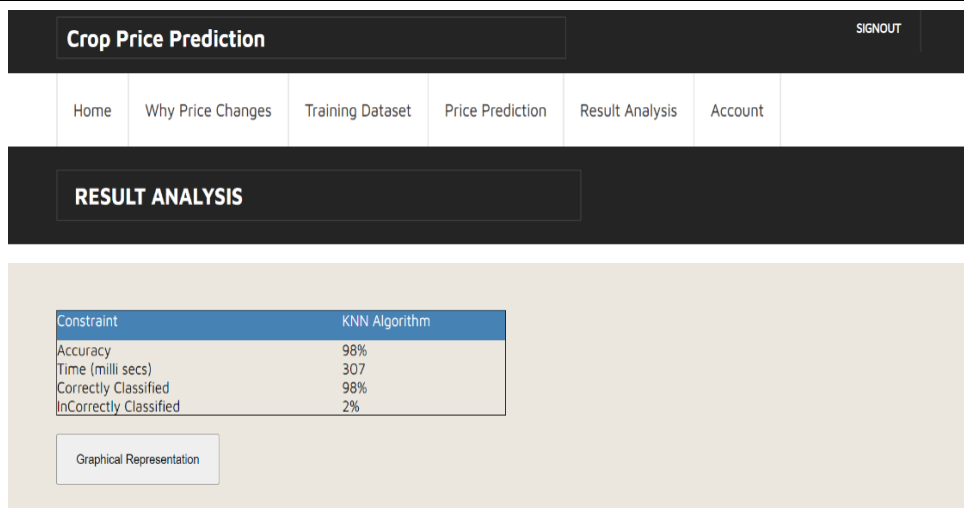 Crop Price Prediction
SIGNOUT
Home Why Price Changes Training Dataset Price Prediction Result Analysis Account
RESULT ANALYSIS
Constraint KNN Algorithm
Accuracy 98%
Time (milli secs) 307
Correctly Classified 98%
InCorrectly Classified 2%
Graphical Representation